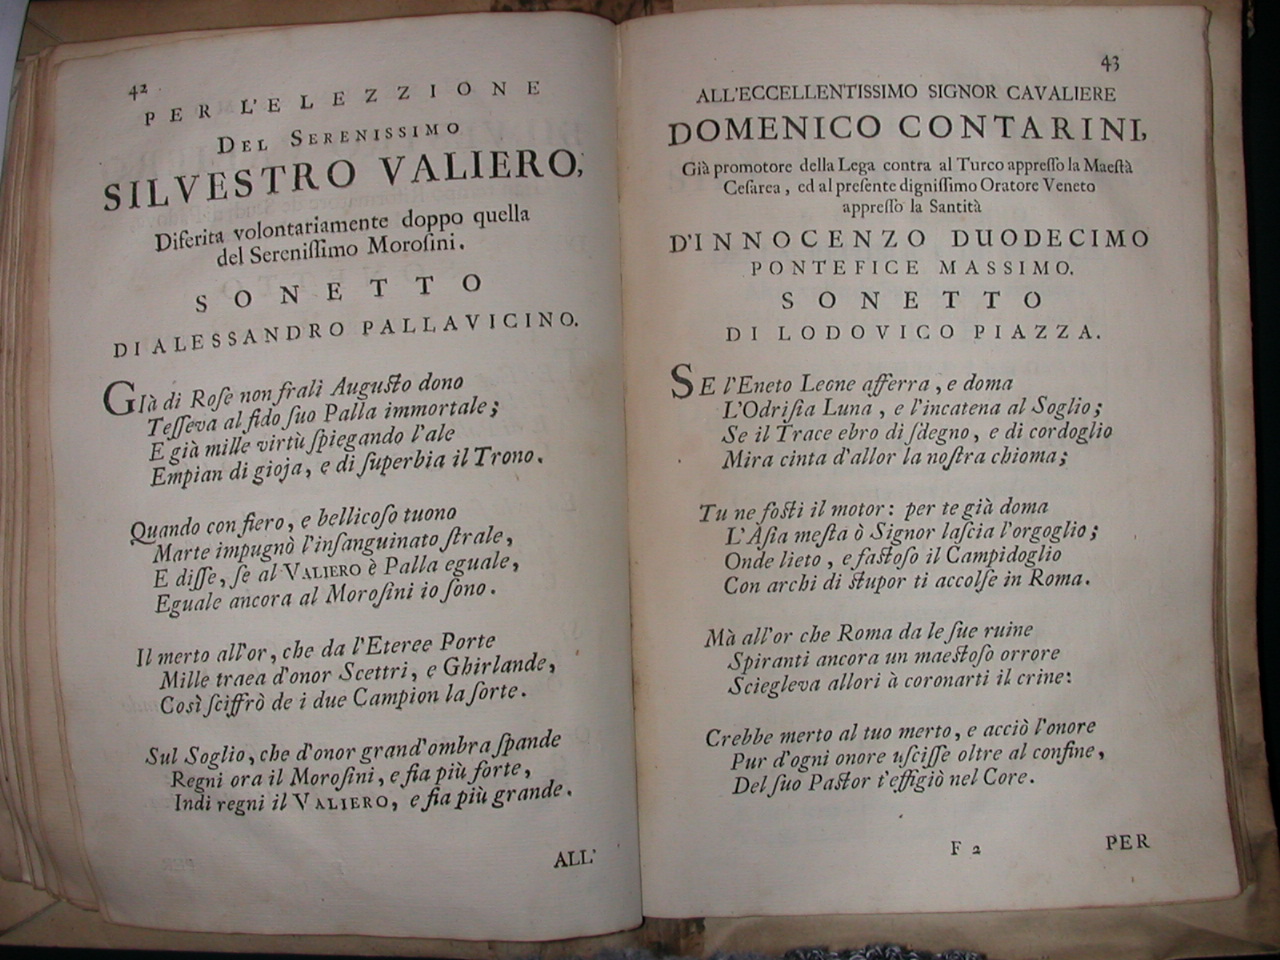 42
PER L'ELEZZIONE
DEL SERENISSIMO
SILVESTRO VALIERO,
Diferita volontariamente doppo quella
del Sereniſſimo Moroſini.
SONETTO
DI ALESSANDRO PALLAVICINO.
GIà di Roſe non frali Auguſto dono
Teſſeva al fido ſuo Palla immortale;
E già mille virtù ſpiegando l'ale
Empian di gioja, e di ſuperbia il Trono.
Quando con fiero, e bellicoſo tuono
Marte impugnò l'inſanguinato ſtrale,
E diſſe, ſe al VALIERO è Palla eguale,
Eguale ancora al Moroſini io ſono.
Il merto all'or, che da l'Eteree Porte
Mille traea d'onor Scettri, e Ghirlande,
Così ſciffrò de i due Campion la ſorte.
Sul Soglio, che d'onor grand'ombra ſpande
Regni ora il Moroſini, e fia più forte,
Indi regni il VALIERO, e fia più grande.
ALL'
43
ALL'ECCELLENTISSIMO SIGNOR CAVALIERE
DOMENICO CONTARINI,
Già promotore della Lega contra al Turco appreſſo la Maeſtà
Ceſarea, ed al preſente digniſſimo Oratore Veneto
appreſſo la Santità
D'INNOCENZO DUODECIMO
PONTEFICE MASSIMO.
SONETTO
DI LODOVICO PIAZZA.
SE l'Eneto Leone afferra, e doma
L'Odriſia Luna, e l'incatena al Soglio;
Se il Trace ebro di ſdegno, e di cordoglio
Mira cinta d'allor la noſtra chioma;
Tu ne foſti il motor: per te già doma
L'Aſia meſta ò Signor laſcia l'orgoglio;
Onde lieto, e faſtoſo il Campidoglio
Con archi di ſtupor ti accolſe in Roma.
Mà all'or che Roma da le ſue ruine
Spiranti ancora un maeſtoſo orrore
Sciegleva allori à coronarti il crine:
Crebbe merto al tuo merto, e acciò l'onore
Pur d'ogni onore uſciſſe oltre al confine,
Del ſuo Paſtor t'effigiò nel Core.
F 2
PER